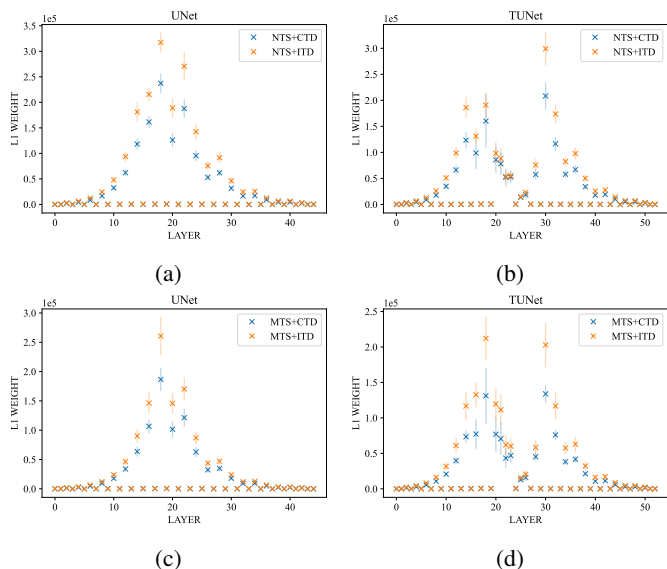 UNet
1e5
NTS+CTD
NTS+ITD
3.5
3.0
2.5
2.0
1.5
1.0
0.5
0.0
L1 WEIGHT
0 10 20 30 40
LAYER
(a)
TUNet
1e5
NTS+CTD
NTS+ITD
3.0
2.5
2.0
1.5
1.0
0.5
0.0
L1 WEIGHT
0 10 20 30 40 50
LAYER
(b)
UNet
1e5
MTS+CTD
MTS+ITD
3.0
2.5
2.0
1.5
1.0
0.5
0.0
L1 WEIGHT
0 10 20 30 40
LAYER
(c)
TUNet
1e5
MTS+CTD
MTS+ITD
2.5
2.0
1.5
1.0
0.5
0.0
L1 WEIGHT
0 10 20 30 40 50
LAYER
(d)